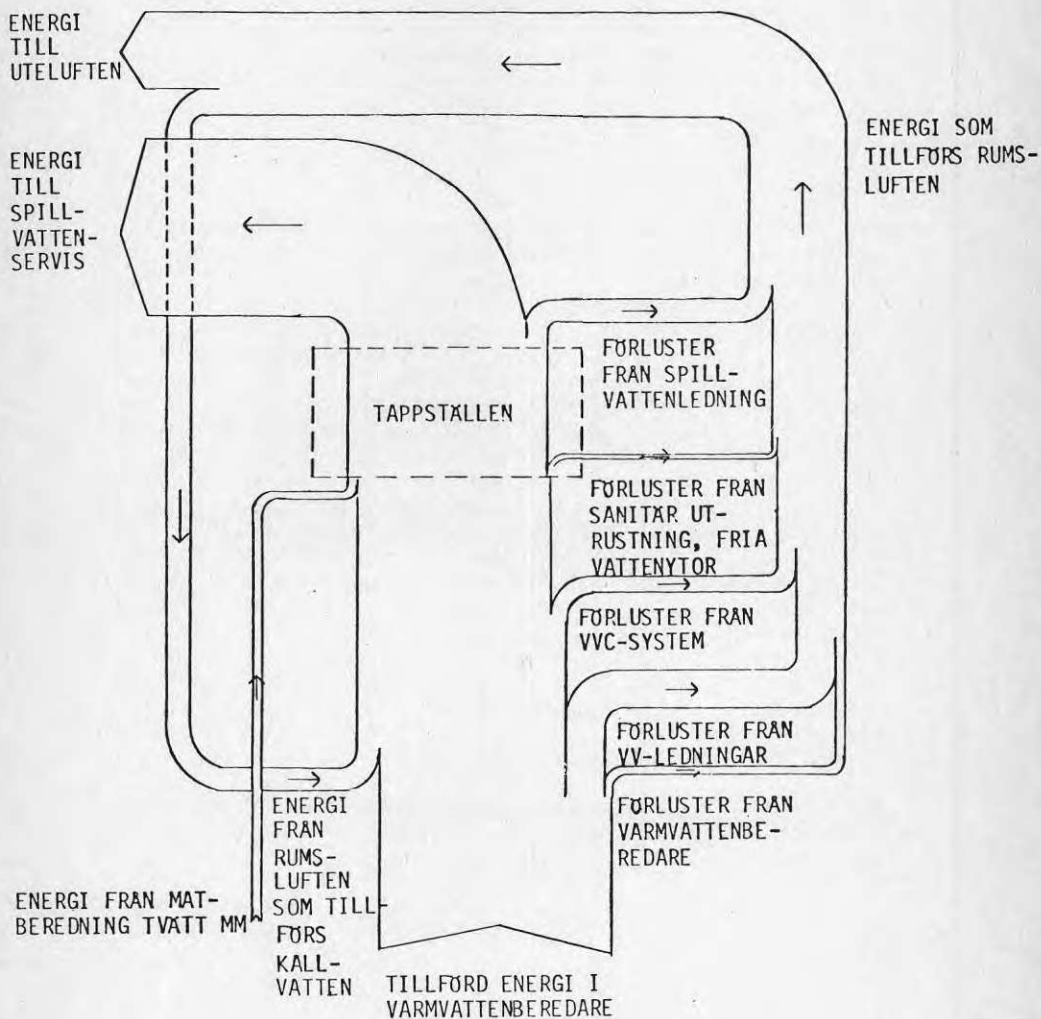 ENERGI
TILL
UTELUFTEN
ENERGI SOM
TILLFÖRS RUMS-
LUFTEN
ENERGI
TILL
SPILL-
VATTEN-
SERVIS
FÖRLUSTER
FRÅN SPILL-
VATTENLEDNING
TAPPSTÄLLEN
FÖRLUSTER FRÅN
SANITÄR UT-
RUSTNING, FRIA
VATTENYTOR
FÖRLUSTER FRÅN
VVC-SYSTEM
FÖRLUSTER FRÅN
VV-LEDNINGAR
FÖRLUSTER FRÅN
VARMVATTENBE-
REDARE
ENERGI
FRÅN
RUMS-
LUFTEN
SOM TILL-
FÖRS
KALL-
VATTEN
ENERGI FRÅN MAT-
BEREDNING TVÄTT MM
TILLFÖRD ENERGI I
VARMVATTENBEREDARE